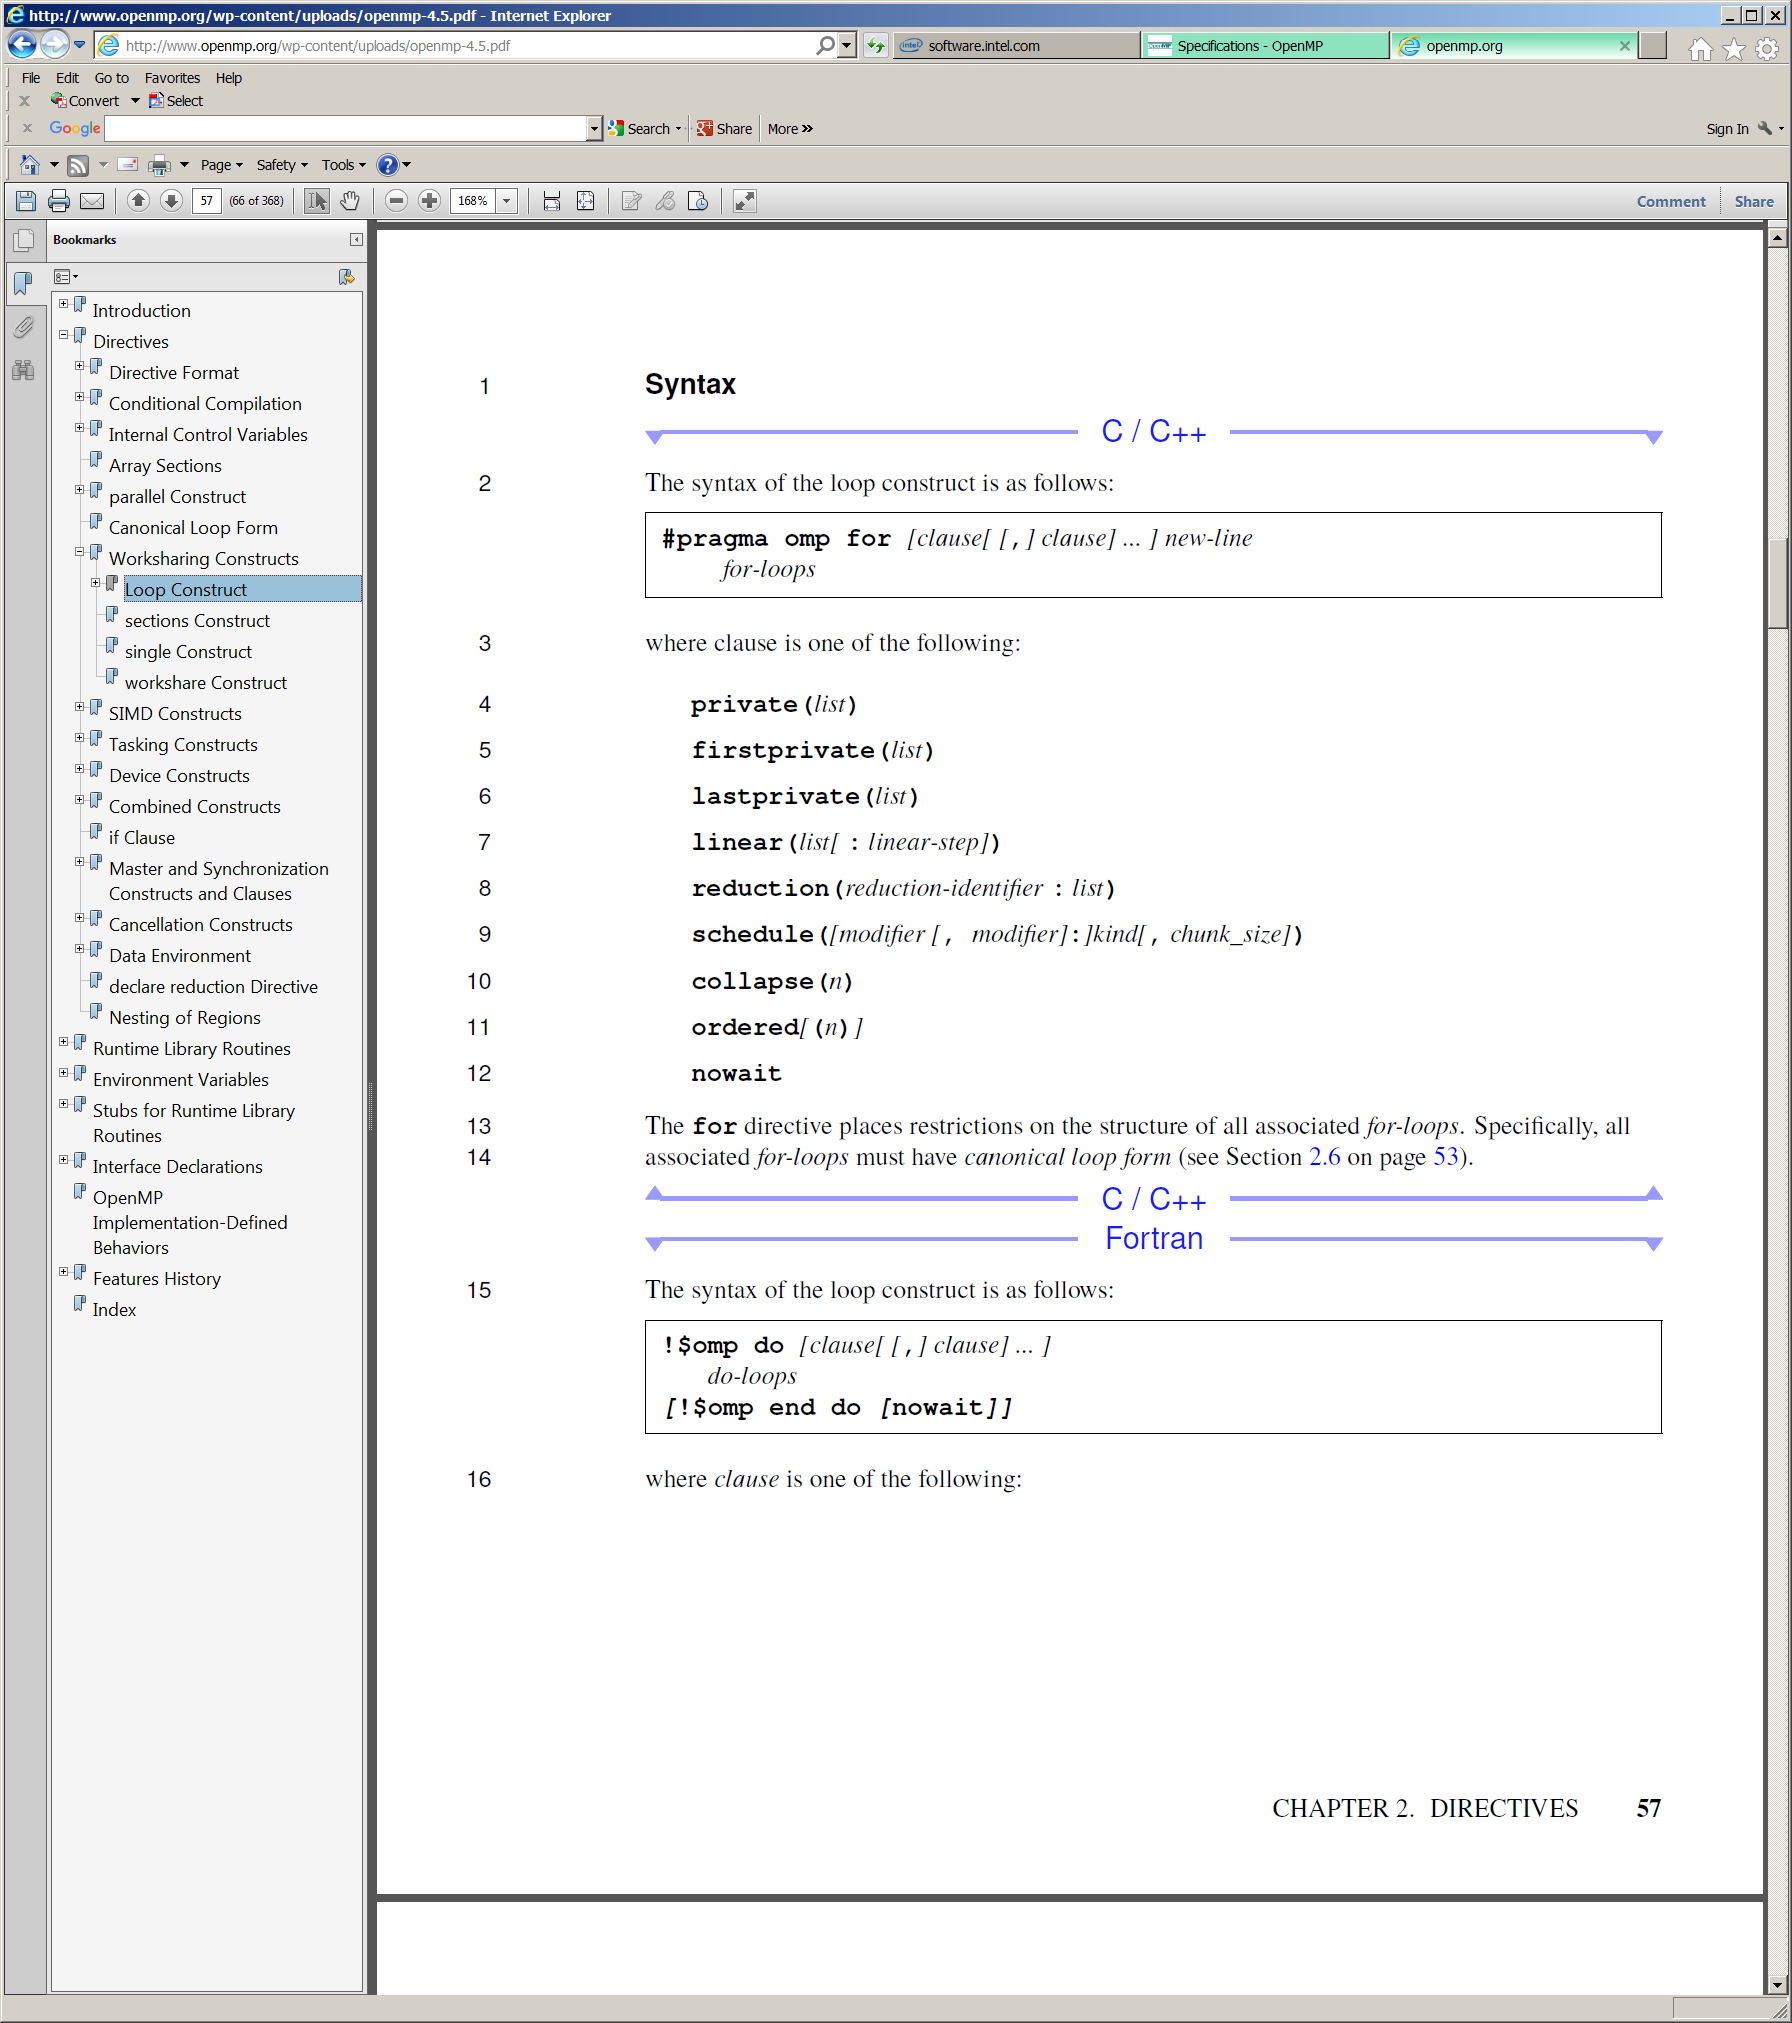 http://www.openmp.org/wp-content/uploads/openmp-4.5.pdf - Internet Explorer
http://www.openmp.org/wp-content/uploads/openmp-4.5.pdf
software.intel.com
Specifications - OpenMP
openmp.org
File Edit Go to Favorites Help
x Convert Select
x Google Search Share More » Sign In
Page Safety Tools
57 (66 of 368) 168% Comment Share
Bookmarks
Introduction
Directives
Directive Format
Conditional Compilation
Internal Control Variables
Array Sections
parallel Construct
Canonical Loop Form
Worksharing Constructs
Loop Construct
sections Construct
single Construct
workshare Construct
SIMD Constructs
Tasking Constructs
Device Constructs
Combined Constructs
if Clause
Master and Synchronization
Constructs and Clauses
Cancellation Constructs
Data Environment
declare reduction Directive
Nesting of Regions
Runtime Library Routines
Environment Variables
Stubs for Runtime Library
Routines
Interface Declarations
OpenMP
Implementation-Defined
Behaviors
Features History
Index
1 Syntax
C / C++
2 The syntax of the loop construct is as follows:
#pragma omp for [clause[ [,] clause] ... ] new-line
for-loops
3 where clause is one of the following:
4 private(list)
5 firstprivate(list)
6 lastprivate(list)
7 linear(list[ : linear-step])
8 reduction(reduction-identifier : list)
9 schedule([modifier [, modifier]:]kind[, chunk_size])
10 collapse(n)
11 ordered[(n)]
12 nowait
13 The for directive places restrictions on the structure of all associated for-loops. Specifically, all
14 associated for-loops must have canonical loop form (see Section 2.6 on page 53).
C / C++
Fortran
15 The syntax of the loop construct is as follows:
!$omp do [clause[ [,] clause] ... ]
do-loops
[!$omp end do [nowait]]
16 where clause is one of the following:
CHAPTER 2. DIRECTIVES 57